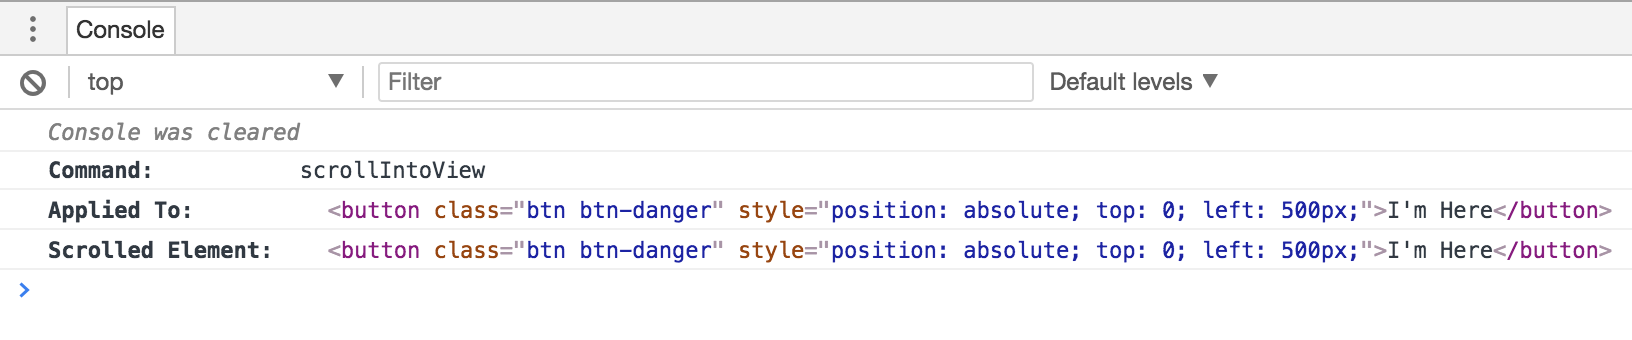 Console
top Filter Default levels
Console was cleared
Command: scrollIntoView
Applied To: <button class="btn btn-danger" style="position: absolute; top: 0; left: 500px;">I'm Here</button>
Scrolled Element: <button class="btn btn-danger" style="position: absolute; top: 0; left: 500px;">I'm Here</button>